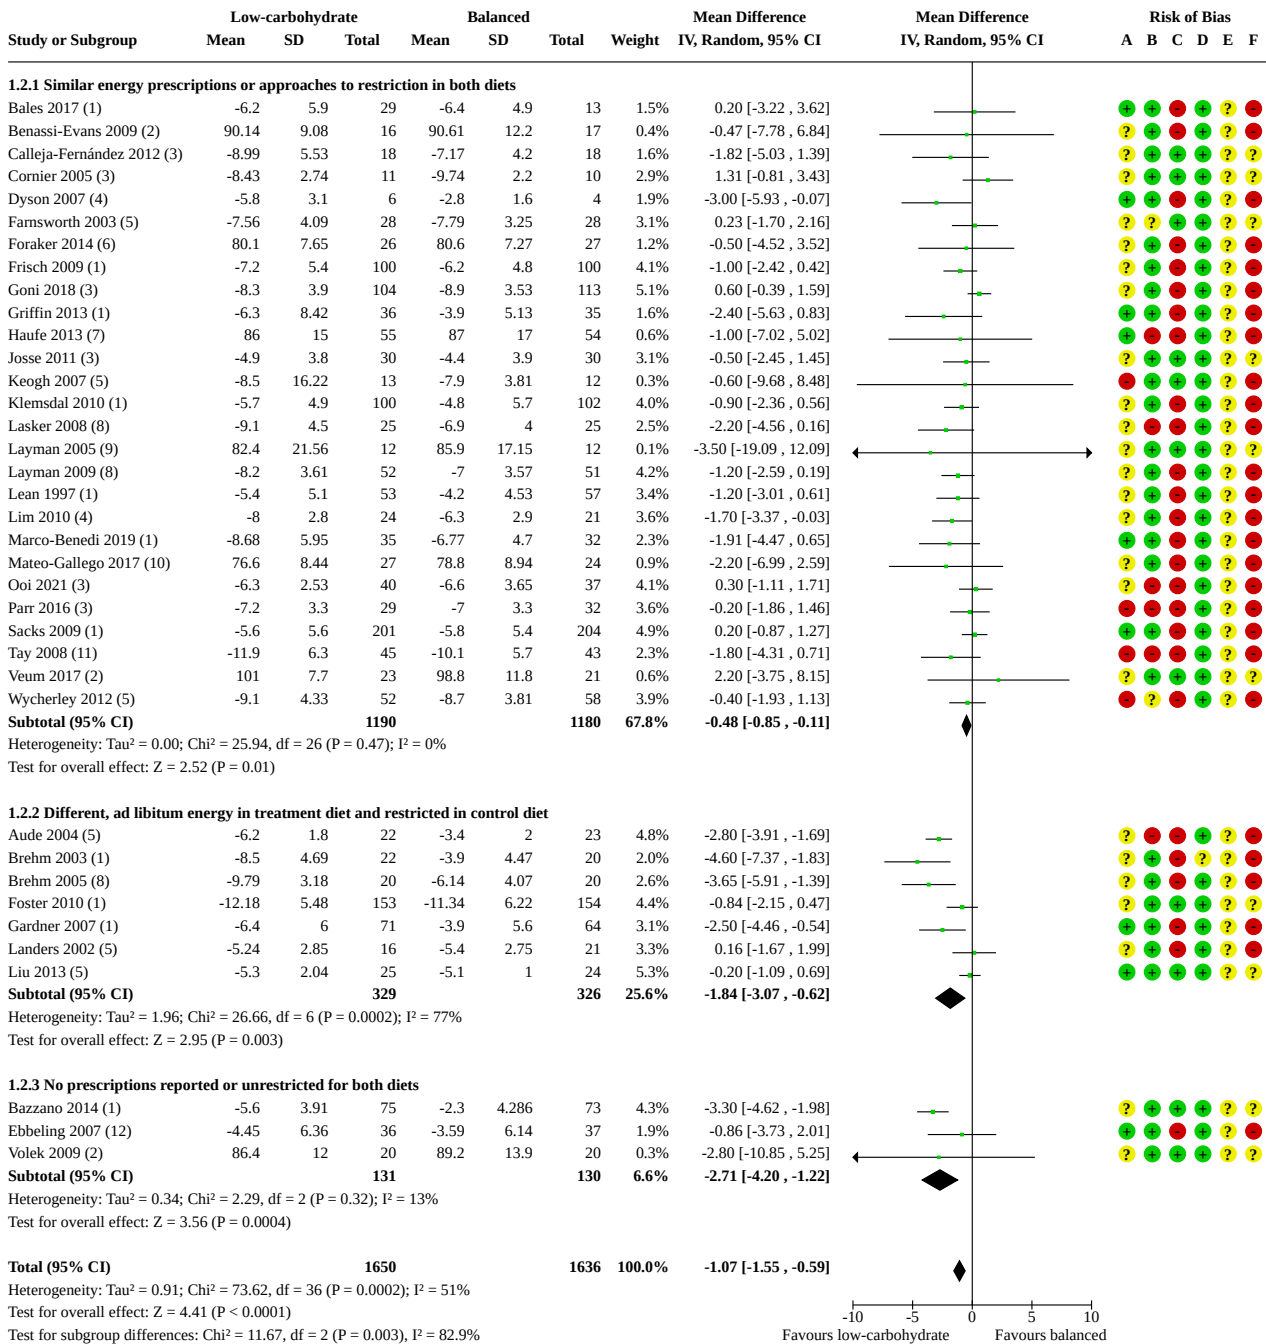 Low-carbohydrate Balanced Mean Difference Mean Difference Risk of Bias
Study or Subgroup Mean SD Total Mean SD Total Weight IV, Random, 95% CI IV, Random, 95% CI A B C D E F
1.2.1 Similar energy prescriptions or approaches to restriction in both diets
Bales 2017 (1) -6.2 5.9 29 -6.4 4.9 13 1.5% 0.20 [-3.22 , 3.62] + + - + ? -
Benassi-Evans 2009 (2) 90.14 9.08 16 90.61 12.2 17 0.4% -0.47 [-7.78 , 6.84] ? + - + ? -
Calleja-Fernández 2012 (3) -8.99 5.53 18 -7.17 4.2 18 1.6% -1.82 [-5.03 , 1.39] ? + + + ? ?
Cornier 2005 (3) -8.43 2.74 11 -9.74 2.2 10 2.9% 1.31 [-0.81 , 3.43] ? + + + ? ?
Dyson 2007 (4) -5.8 3.1 6 -2.8 1.6 4 1.9% -3.00 [-5.93 , -0.07] + + - + ? -
Farnsworth 2003 (5) -7.56 4.09 28 -7.79 3.25 28 3.1% 0.23 [-1.70 , 2.16] ? ? + + ? ?
Foraker 2014 (6) 80.1 7.65 26 80.6 7.27 27 1.2% -0.50 [-4.52 , 3.52] ? + - + ? -
Frisch 2009 (1) -7.2 5.4 100 -6.2 4.8 100 4.1% -1.00 [-2.42 , 0.42] ? + - + ? -
Goni 2018 (3) -8.3 3.9 104 -8.9 3.53 113 5.1% 0.60 [-0.39 , 1.59] ? + - + ? -
Griffin 2013 (1) -6.3 8.42 36 -3.9 5.13 35 1.6% -2.40 [-5.63 , 0.83] + + - + ? -
Haufe 2013 (7) 86 15 55 87 17 54 0.6% -1.00 [-7.02 , 5.02] + - - + ? -
Josse 2011 (3) -4.9 3.8 30 -4.4 3.9 30 3.1% -0.50 [-2.45 , 1.45] ? + + + ? ?
Keogh 2007 (5) -8.5 16.22 13 -7.9 3.81 12 0.3% -0.60 [-9.68 , 8.48] - + + + ? -
Klemsdal 2010 (1) -5.7 4.9 100 -4.8 5.7 102 4.0% -0.90 [-2.36 , 0.56] ? + - + ? -
Lasker 2008 (8) -9.1 4.5 25 -6.9 4 25 2.5% -2.20 [-4.56 , 0.16] ? - - + ? -
Layman 2005 (9) 82.4 21.56 12 85.9 17.15 12 0.1% -3.50 [-19.09 , 12.09] ? + + + ? ?
Layman 2009 (8) -8.2 3.61 52 -7 3.57 51 4.2% -1.20 [-2.59 , 0.19] ? + - + ? -
Lean 1997 (1) -5.4 5.1 53 -4.2 4.53 57 3.4% -1.20 [-3.01 , 0.61] ? + - + ? -
Lim 2010 (4) -8 2.8 24 -6.3 2.9 21 3.6% -1.70 [-3.37 , -0.03] ? + - + ? -
Marco-Benedi 2019 (1) -8.68 5.95 35 -6.77 4.7 32 2.2% -1.91 [-4.47 , 0.65] + + - + ? -
Mateo-Gallego 2017 (10) 76.6 8.44 27 78.8 8.94 24 0.9% -2.20 [-6.99 , 2.59] ? + - + ? -
Ooi 2021 (3) -6.3 2.53 40 -6.6 3.65 37 4.1% 0.30 [-1.11 , 1.71] ? - - + ? -
Parr 2016 (3) -7.2 3.3 29 -7 3.3 32 3.6% -0.20 [-1.86 , 1.46] - - - + ? -
Sacks 2009 (1) -5.6 5.6 201 -5.8 5.4 204 4.9% 0.20 [-0.87 , 1.27] + + - + ? -
Tay 2008 (11) -11.9 6.3 45 -10.1 5.7 43 2.3% -1.80 [-4.31 , 0.71] - - - + ? -
Veum 2017 (2) 101 7.7 23 98.8 11.8 21 0.6% 2.20 [-3.75 , 8.15] ? + + + ? ?
Wycherley 2012 (5) -9.1 4.33 52 -8.7 3.81 58 3.9% -0.40 [-1.93 , 1.13] - ? - + ? -
Subtotal (95% CI) 1190 1180 67.8% -0.48 [-0.85 , -0.11]
Heterogeneity: Tau² = 0.00; Chi² = 25.94, df = 26 (P = 0.47); I² = 0%
Test for overall effect: Z = 2.52 (P = 0.01)
1.2.2 Different, ad libitum energy in treatment diet and restricted in control diet
Aude 2004 (5) -6.2 1.8 22 -3.4 2 23 4.8% -2.80 [-3.91 , -1.69] ? - - + ? -
Brehm 2003 (1) -8.5 4.69 22 -3.9 4.47 20 2.0% -4.60 [-7.37 , -1.83] ? + - ? ? -
Brehm 2005 (8) -9.79 3.18 20 -6.14 4.07 20 2.6% -3.65 [-5.91 , -1.39] ? + - + ? -
Foster 2010 (1) -12.18 5.48 153 -11.34 6.22 154 4.4% -0.84 [-2.15 , 0.47] ? + + + ? ?
Gardner 2007 (1) -6.4 6 71 -3.9 5.6 64 3.1% -2.50 [-4.46 , -0.54] + + - + ? -
Landers 2002 (5) -5.24 2.85 16 -5.4 2.75 21 3.3% 0.16 [-1.67 , 1.99] ? + - + ? -
Liu 2013 (5) -5.3 2.04 25 -5.1 1 24 5.3% -0.20 [-1.09 , 0.69] + + + + ? ?
Subtotal (95% CI) 329 326 25.6% -1.84 [-3.07 , -0.62]
Heterogeneity: Tau² = 1.96; Chi² = 26.66, df = 6 (P = 0.0002); I² = 77%
Test for overall effect: Z = 2.95 (P = 0.003)
1.2.3 No prescriptions reported or unrestricted for both diets
Bazzano 2014 (1) -5.6 3.91 75 -2.3 4.286 73 4.3% -3.30 [-4.62 , -1.98] ? + + + ? ?
Ebbeling 2007 (12) -4.45 6.36 36 -3.59 6.14 37 1.9% -0.86 [-3.73 , 2.01] + + - + ? -
Volek 2009 (2) 86.4 12 20 89.2 13.9 20 0.3% -2.80 [-10.85 , 5.25] ? + + + ? ?
Subtotal (95% CI) 131 130 6.6% -2.71 [-4.20 , -1.22]
Heterogeneity: Tau² = 0.34; Chi² = 2.29, df = 2 (P = 0.32); I² = 13%
Test for overall effect: Z = 3.56 (P = 0.0004)
Total (95% CI) 1650 1636 100.0% -1.07 [-1.55 , -0.59]
Heterogeneity: Tau² = 0.91; Chi² = 73.62, df = 36 (P = 0.0002); I² = 51%
Test for overall effect: Z = 4.41 (P < 0.0001) -10 -5 0 5 10
Test for subgroup differences: Chi² = 11.67, df = 2 (P = 0.003), I² = 82.9% Favours low-carbohydrate Favours balanced